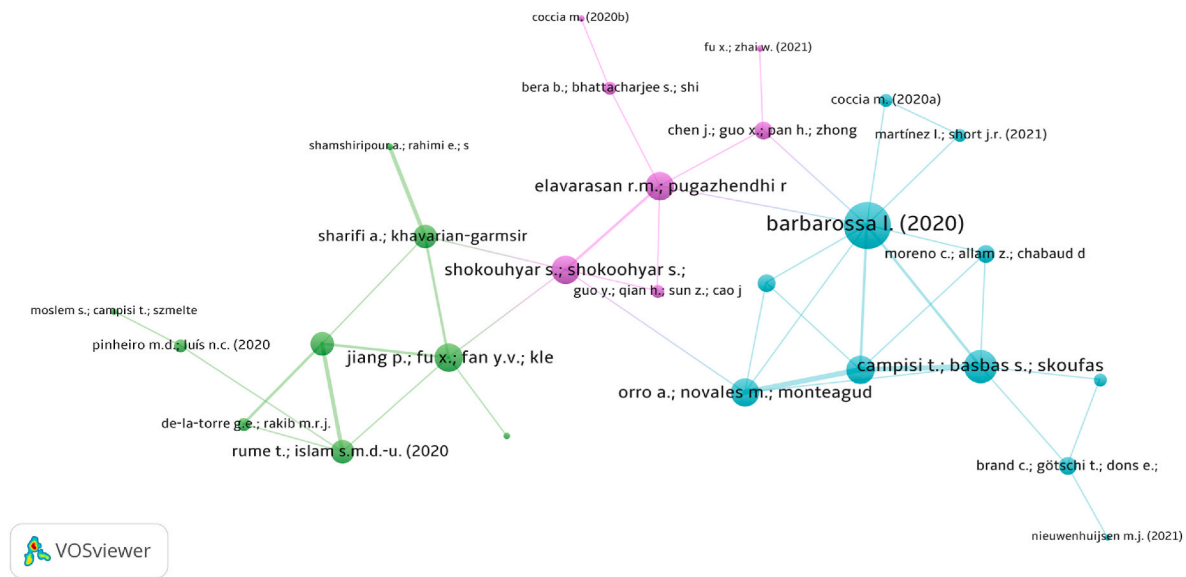 coccia m. (2020b)
fu x.; zhai w. (2021)
bera b.; bhattacharjee s.; shi
coccia m. (2020a)
chen j.; guo x.; pan h.; zhong
martínez l.; short j.r. (2021)
shamshiripour a.; rahimi e.; s
elavarasan r.m.; pugazhendhi r
barbarossa l. (2020)
sharifi a.; khavarian-garmsir
moreno c.; allam z.; chabaud d
shokouhyar s.; shokoohyar s.;
guo y.; qian h.; sun z.; cao j
moslem s.; campisi t.; szmelte
pinheiro m.d.; luís n.c. (2020
jiang p.; fu x.; fan y.v.; kle
campisi t.; basbas s.; skoufas
orro a.; novales m.; monteagud
de-la-torre g.e.; rakib m.r.j.
rume t.; islam s.m.d.-u. (2020
brand c.; götschi t.; dons e.;
nieuwenhuijsen m.j. (2021)
VOSviewer